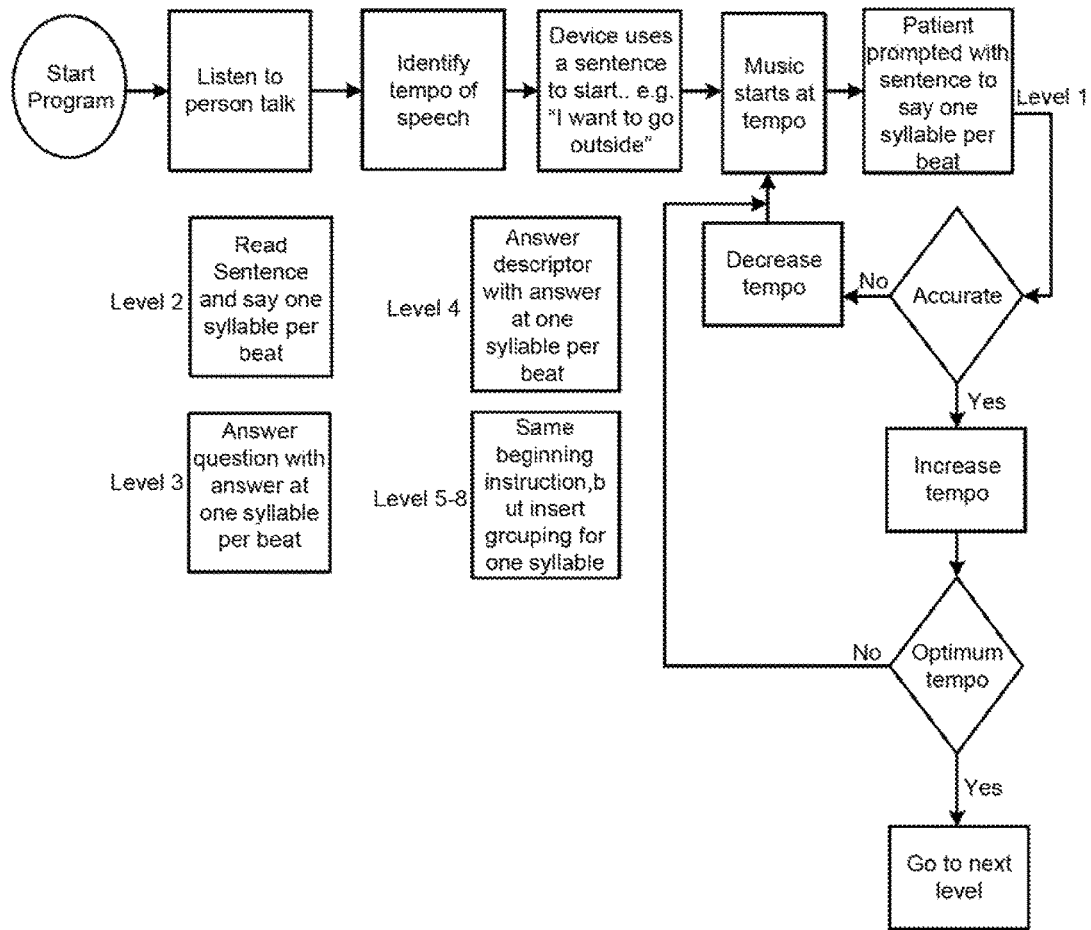 Start
Program
Listen to
person talk
Identify
tempo of
speech
Device uses
a sentence
to start.. e.g.
"I want to go
outside"
Music
starts at
tempo
Patient
prompted with
sentence to
say one
syllable per
beat
Level 1
Level 2
Read
Sentence
and say one
syllable per
beat
Level 4
Answer
descriptor
with answer
at one
syllable per
beat
Decrease
tempo
No
Accurate
Yes
Level 3
Answer
question with
answer at
one syllable
per beat
Level 5-8
Same
beginning
instruction,b
ut insert
grcuping for
one syllable
Increase
tempo
No
Optimum
tempo
Yes
Go to next
level